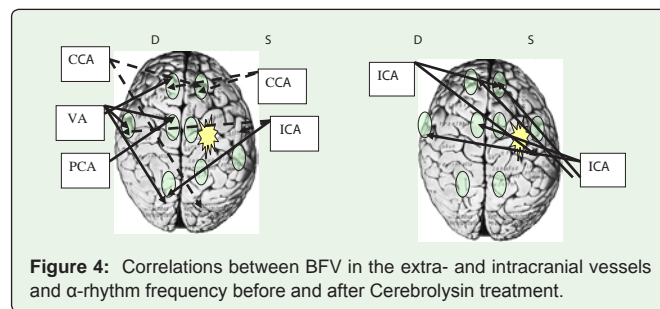 D S
CCA
CCA
VA
ICA
PCA
D S
ICA
ICA
Figure 4: Correlations between BFV in the extra- and intracranial vessels
and α-rhythm frequency before and after Cerebrolysin treatment.